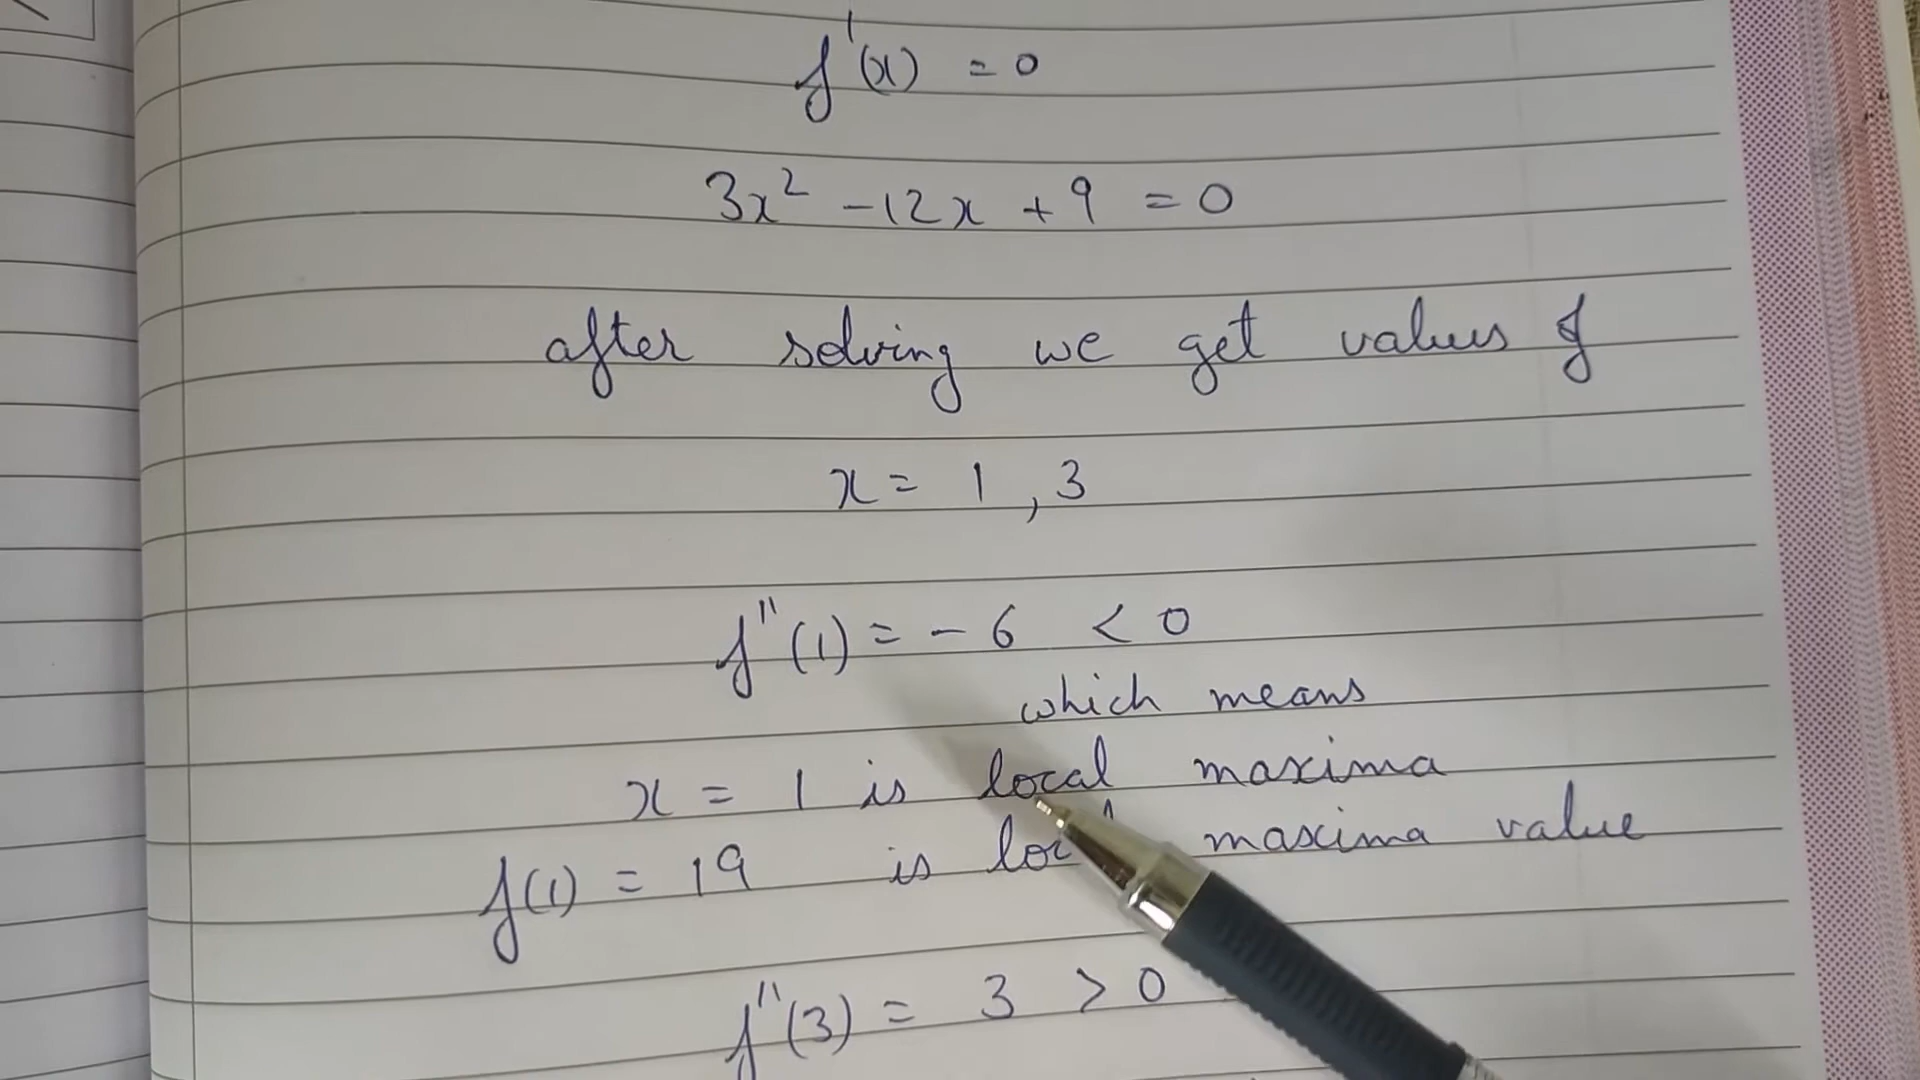 f'(x) = 0
3x² - 12x + 9 = 0
after solving we get values of
x = 1, 3
f''(1) = - 6 < 0
which means
x = 1 is local maxima
f(1) = 19 is maxima value
f''(3) = 3 > 0